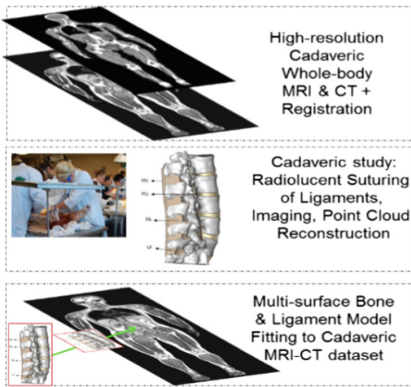 High-resolution
Cadaveric
Whole-body
MRI & CT +
Registration
Cadaveric study:
Radiolucent Suturing
of Ligaments,
Imaging, Point Cloud
Reconstruction
Multi-surface Bone
& Ligament Model
Fitting to Cadaveric
MRI-CT dataset